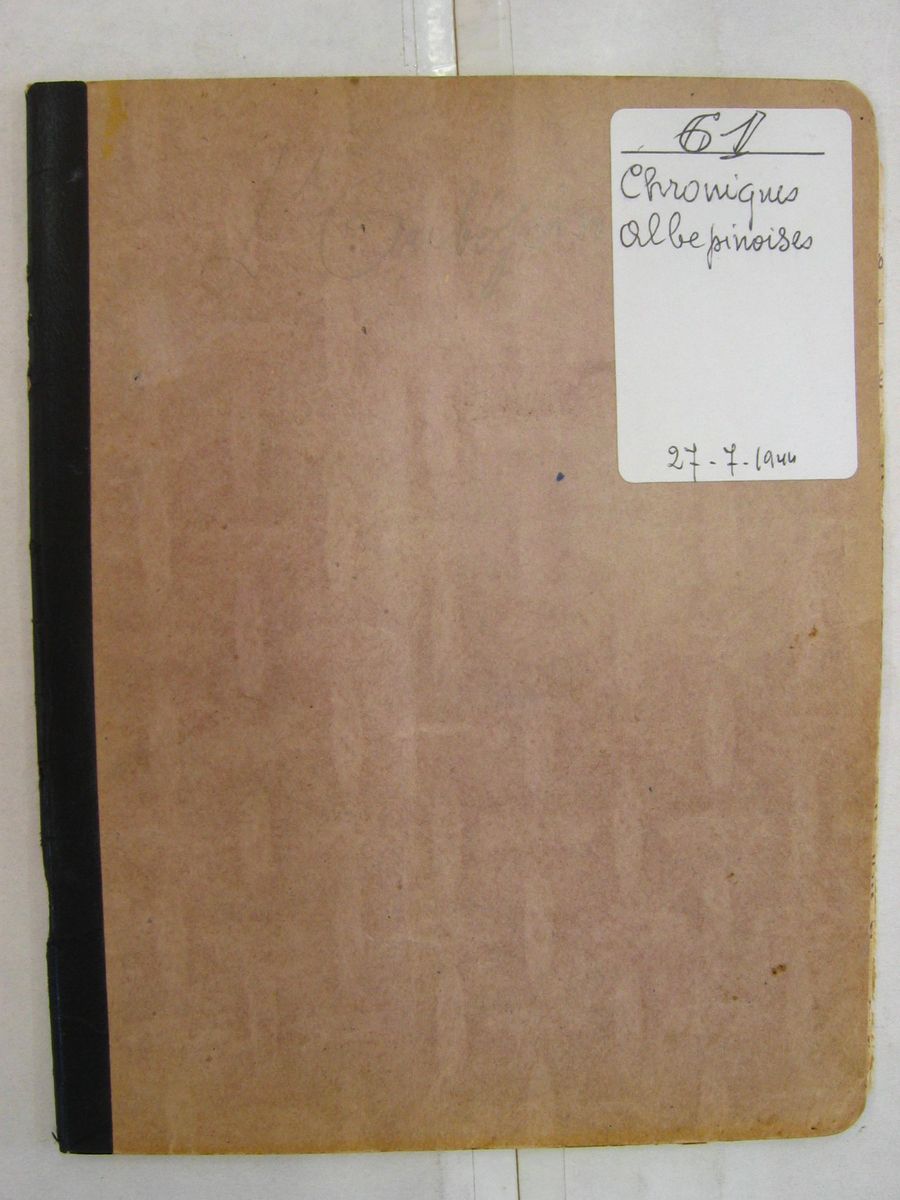 61
Chroniques
Albepinoises
27-7-1944